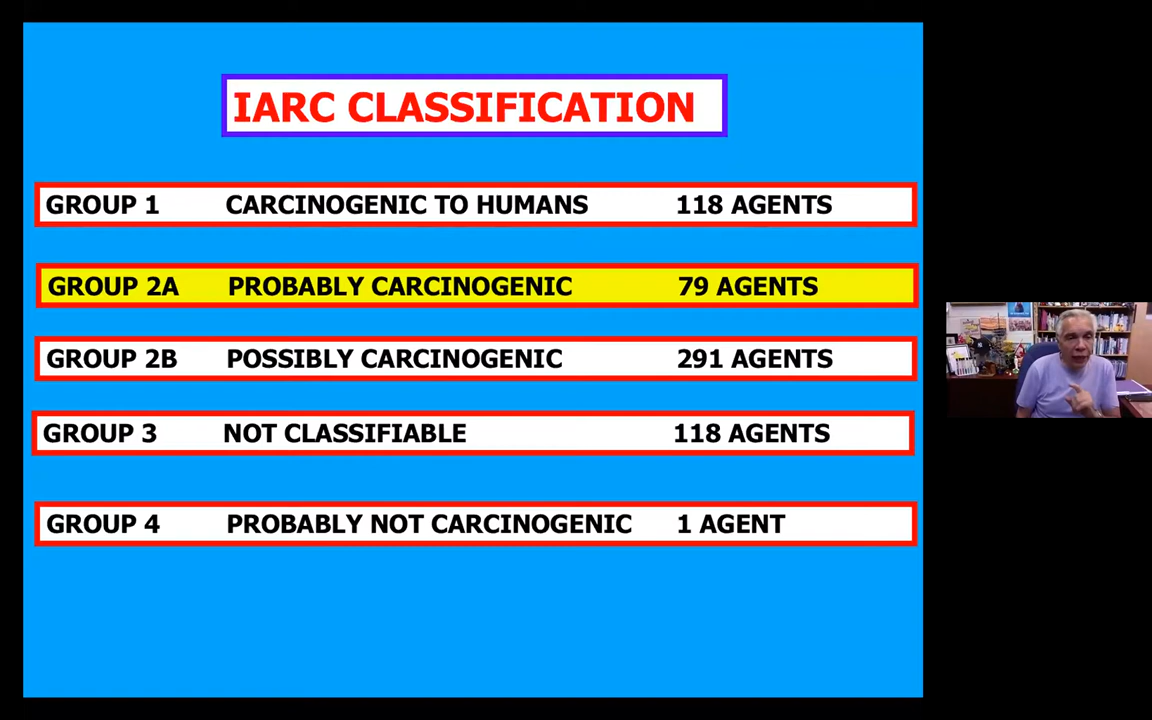 IARC CLASSIFICATION
GROUP 1 CARCINOGENIC TO HUMANS 118 AGENTS
GROUP 2A PROBABLY CARCINOGENIC 79 AGENTS
GROUP 2B POSSIBLY CARCINOGENIC 291 AGENTS
GROUP 3 NOT CLASSIFIABLE 118 AGENTS
GROUP 4 PROBABLY NOT CARCINOGENIC 1 AGENT